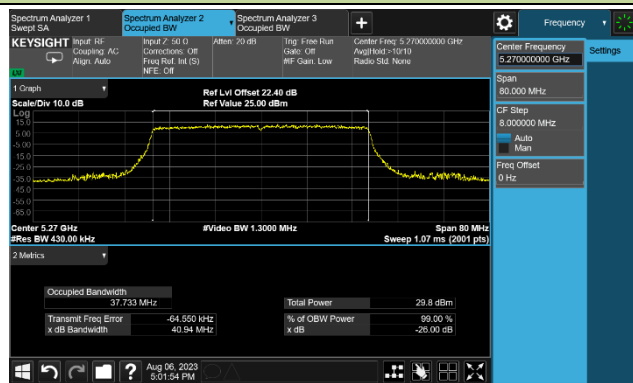 Spectrum Analyzer 1
Swept SA
Spectrum Analyzer 2
Occupied BW
Spectrum Analyzer 3
Occupied BW
+
Frequency
KEYSIGHT
Input: RF
Coupling: AC
Align: Auto
Input Z: 50 Ω
Corrections: Off
Freq Ref: Int (S)
NFE: Off
Atten: 20 dB
Trig: Free Run
Gate: Off
#IF Gain: Low
Center Freq: 5.270000000 GHz
Avg|Hold:>10/10
Radio Std: None
Center Frequency
5.270000000 GHz
Settings
Span
80.000 MHz
CF Step
8.000000 MHz
Auto
Man
Freq Offset
0 Hz
1 Graph
Scale/Div 10.0 dB
Ref Lvl Offset 22.40 dB
Ref Value 25.00 dBm
Log
15.0
5.00
-5.00
-15.0
-25.0
-35.0
-45.0
-55.0
-65.0
Center 5.27 GHz
#Res BW 430.00 kHz
#Video BW 1.3000 MHz
Span 80 MHz
Sweep 1.07 ms (2001 pts)
2 Metrics
Occupied Bandwidth
37.733 MHz
Transmit Freq Error
-64.550 kHz
x dB Bandwidth
40.94 MHz
Total Power
29.8 dBm
% of OBW Power
99.00 %
x dB
-26.00 dB
?
Aug 06, 2023
5:01:54 PM